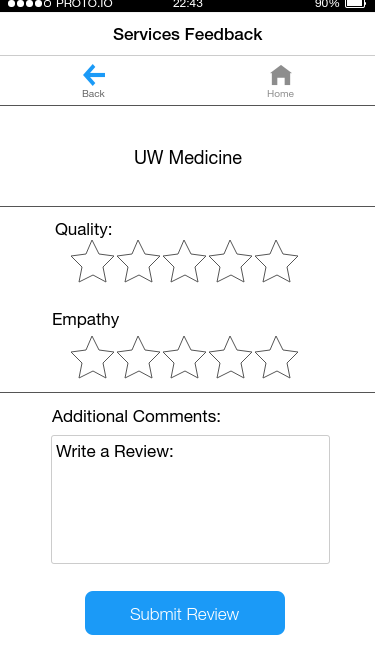 PROTO.IO 22:43 90%
Services Feedback
Back Home
UW Medicine
Quality:
Empathy
Additional Comments:
Write a Review:
Submit Review